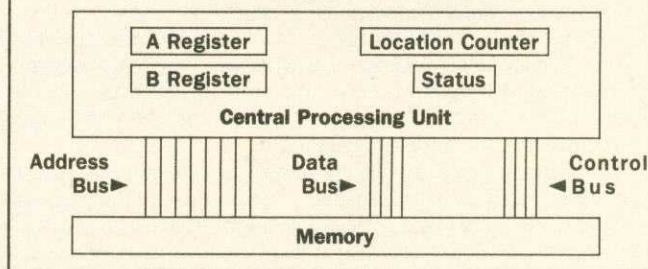 A Register
Location Counter
B Register
Status
Central Processing Unit
Address
Bus►
Data
Bus►
Control
◄Bus
Memory